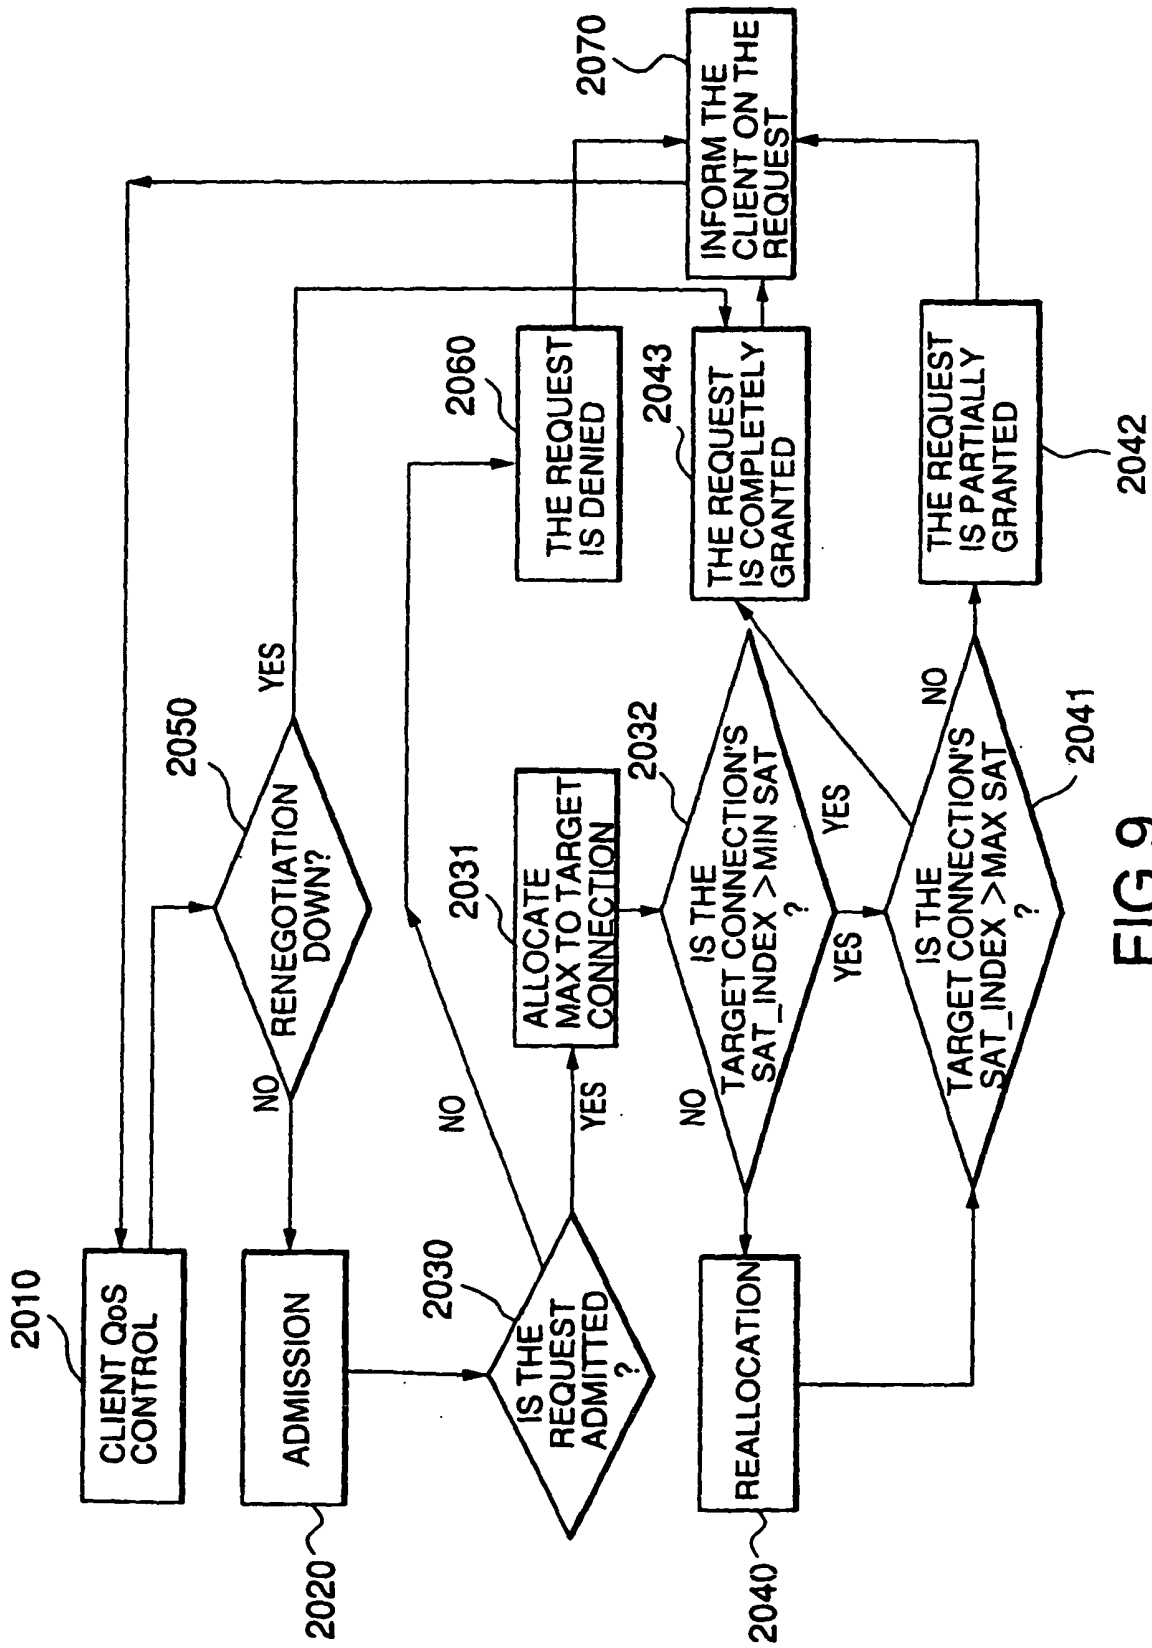 2010
CLIENT QoS
CONTROL
2050
RENEGOTIATION
DOWN?
NO
YES
ADMISSION
2020
2030
IS THE
REQUEST
ADMITTED
?
NO
YES
2031
ALLOCATE
MAX TO TARGET
CONNECTION
2060
THE REQUEST
IS DENIED
2070
INFORM THE
CLIENT ON THE
REQUEST
2032
IS THE
TARGET CONNECTION'S
SAT_INDEX >MIN SAT
?
NO
YES
YES
2043
THE REQUEST
IS COMPLETELY
GRANTED
REALLOCATION
2040
IS THE
TARGET CONNECTION'S
SAT_INDEX >MAX SAT
?
NO
2041
THE REQUEST
IS PARTIALLY
GRANTED
2042
FIG.9